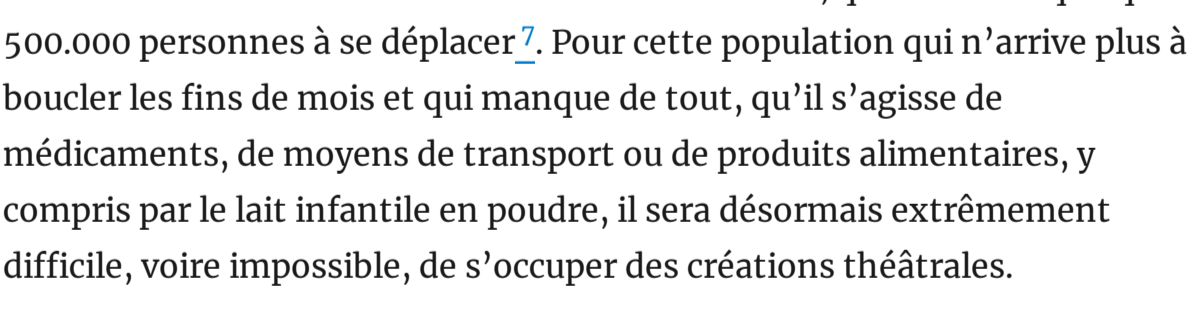 500.000 personnes à se déplacer 7. Pour cette population qui n’arrive plus à
boucler les fins de mois et qui manque de tout, qu’il s’agisse de
médicaments, de moyens de transport ou de produits alimentaires, y
compris par le lait infantile en poudre, il sera désormais extrêmement
difficile, voire impossible, de s’occuper des créations théâtrales.